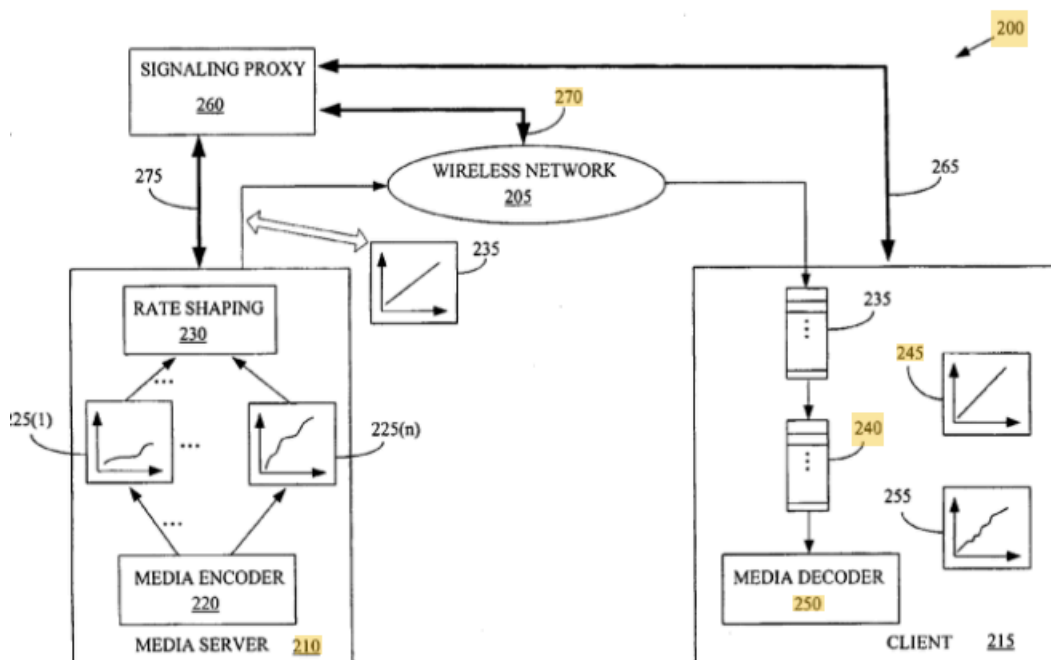 200
SIGNALING PROXY
260
270
WIRELESS NETWORK
205
275
265
235
RATE SHAPING
230
235
...
245
225(1)
...
225(n)
240
...
255
MEDIA ENCODER
220
MEDIA DECODER
250
MEDIA SERVER 210
CLIENT 215